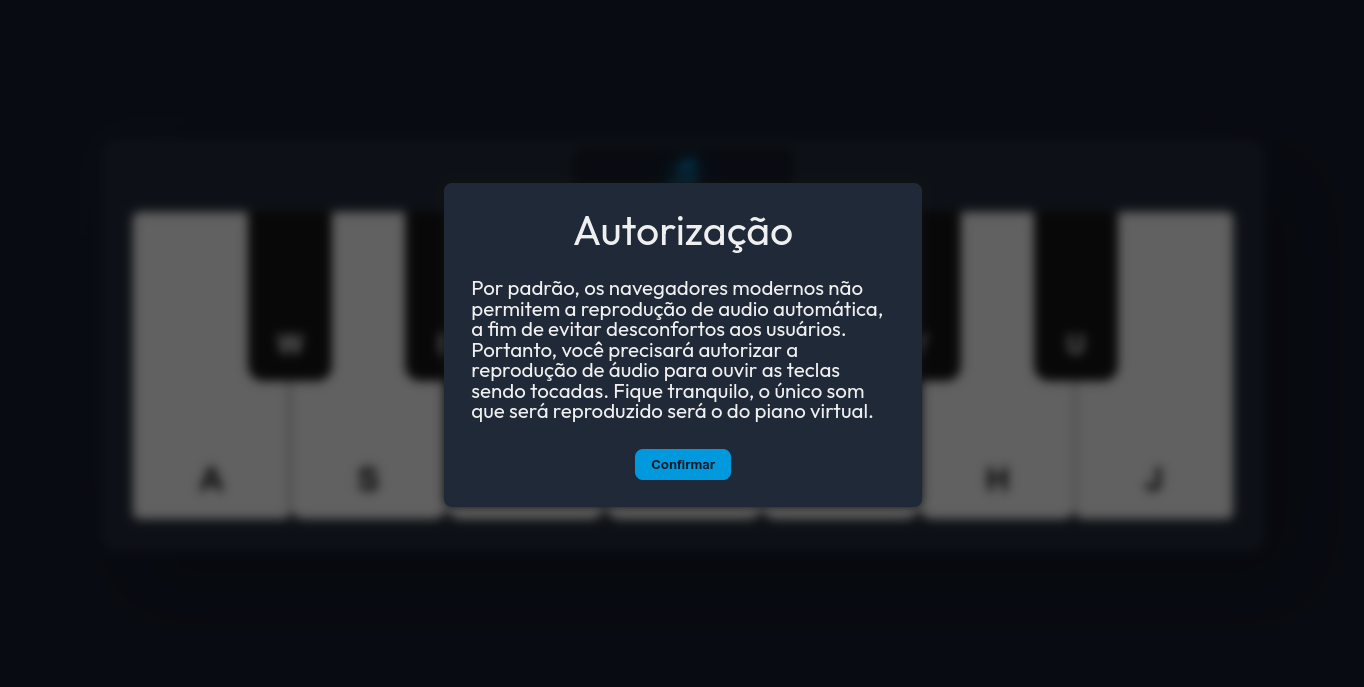 Autorização
Por padrão, os navegadores modernos não
permitem a reprodução de audio automática,
a fim de evitar desconfortos aos usuários.
Portanto, você precisará autorizar a
reprodução de áudio para ouvir as teclas
sendo tocadas. Fique tranquilo, o único som
que será reproduzido será o do piano virtual.
W
U
Confirmar
A
S
H
J